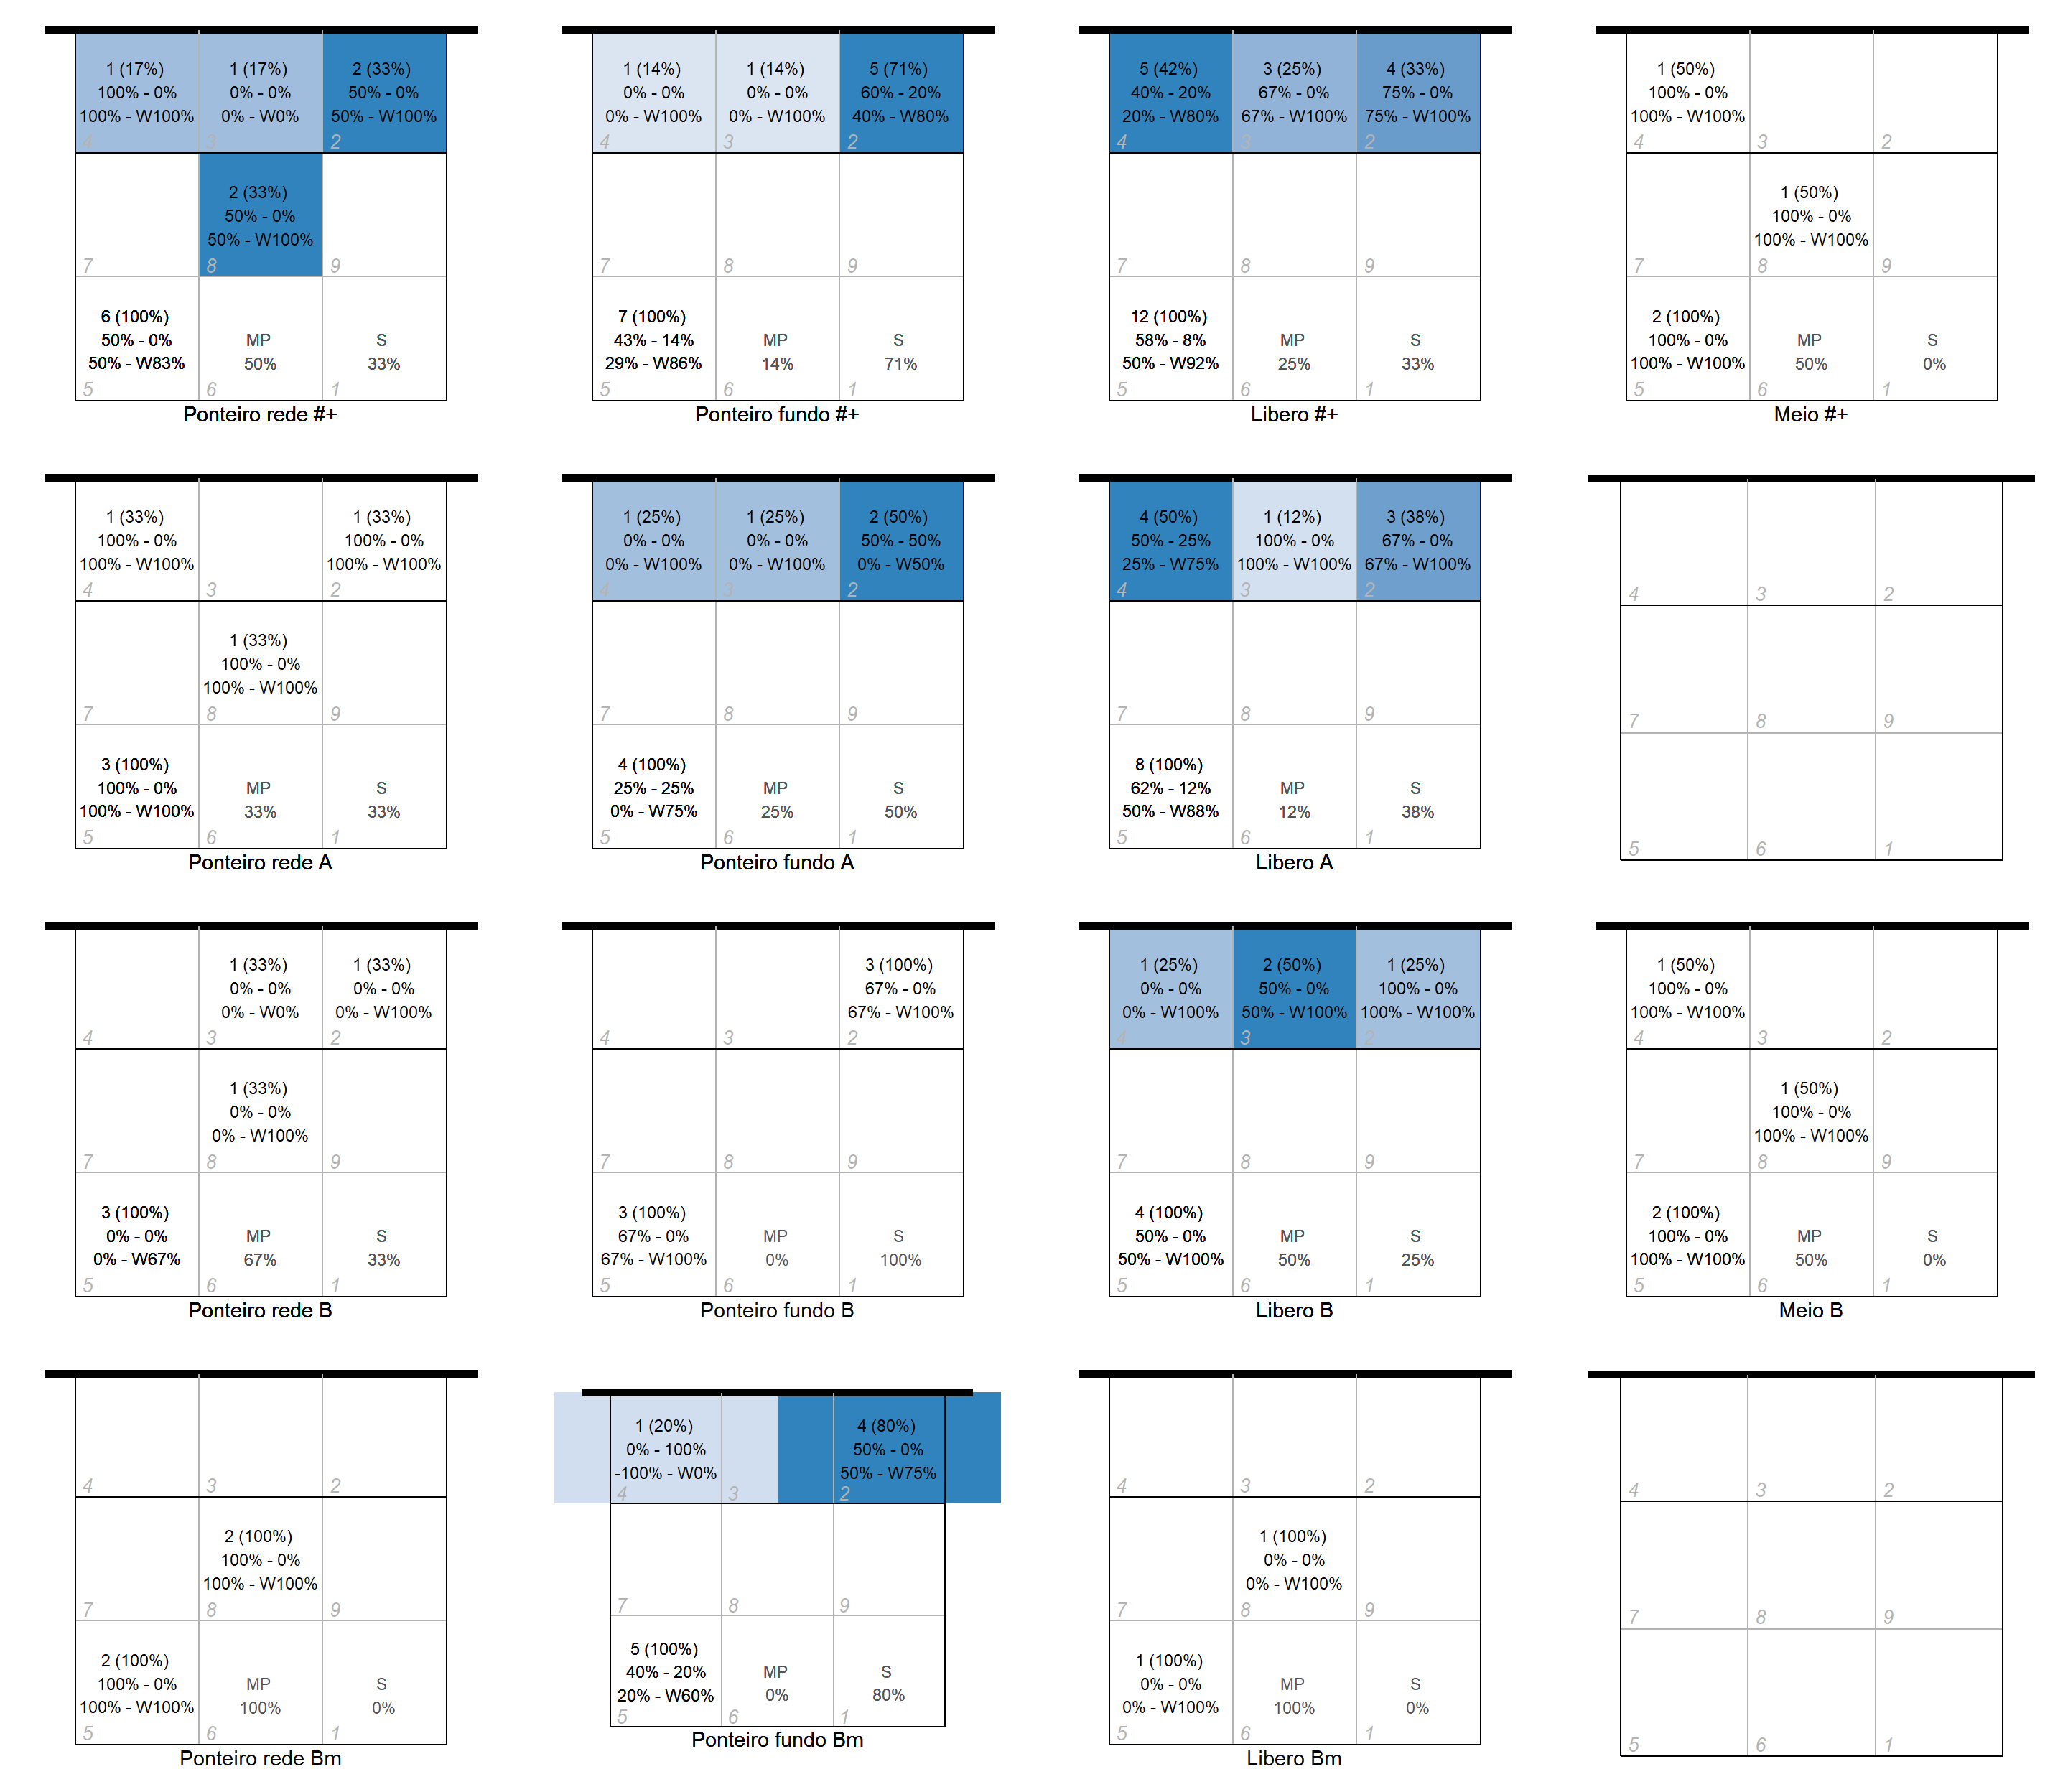 1 (17%)
100% - 0%
100% - W100%
4
1 (17%)
0% - 0%
0% - W0%
3
2 (33%)
50% - 0%
50% - W100%
2
7
2 (33%)
50% - 0%
50% - W100%
8
9
6 (100%)
50% - 0%
50% - W83%
5
MP
50%
6
S
33%
1
Ponteiro rede #+
1 (14%)
0% - 0%
0% - W100%
4
1 (14%)
0% - 0%
0% - W100%
3
5 (71%)
60% - 20%
40% - W80%
2
7
8
9
7 (100%)
43% - 14%
29% - W86%
5
MP
14%
6
S
71%
1
Ponteiro fundo #+
5 (42%)
40% - 20%
20% - W80%
4
3 (25%)
67% - 0%
67% - W100%
3
4 (33%)
75% - 0%
75% - W100%
2
7
8
9
12 (100%)
58% - 8%
50% - W92%
5
MP
25%
6
S
33%
1
Libero #+
1 (50%)
100% - 0%
100% - W100%
4
3
2
7
1 (50%)
100% - 0%
100% - W100%
8
9
2 (100%)
100% - 0%
100% - W100%
5
MP
50%
6
S
0%
1
Meio #+
1 (33%)
100% - 0%
100% - W100%
4
3
1 (33%)
100% - 0%
100% - W100%
2
7
1 (33%)
100% - 0%
100% - W100%
8
9
3 (100%)
100% - 0%
100% - W100%
5
MP
33%
6
S
33%
1
Ponteiro rede A
1 (25%)
0% - 0%
0% - W100%
4
1 (25%)
0% - 0%
0% - W100%
3
2 (50%)
50% - 50%
0% - W50%
2
7
8
9
4 (100%)
25% - 25%
0% - W75%
5
MP
25%
6
S
50%
1
Ponteiro fundo A
4 (50%)
50% - 25%
25% - W75%
4
1 (12%)
100% - 0%
100% - W100%
3
3 (38%)
67% - 0%
67% - W100%
2
7
8
9
8 (100%)
62% - 12%
50% - W88%
5
MP
12%
6
S
38%
1
Libero A
4
3
2
7
8
9
5
6
1
4
1 (33%)
0% - 0%
0% - W0%
3
1 (33%)
0% - 0%
0% - W100%
2
7
1 (33%)
0% - 0%
0% - W100%
8
9
3 (100%)
0% - 0%
0% - W67%
5
MP
67%
6
S
33%
1
Ponteiro rede B
4
3
3 (100%)
67% - 0%
67% - W100%
2
7
8
9
3 (100%)
67% - 0%
67% - W100%
5
MP
0%
6
S
100%
1
Ponteiro fundo B
1 (25%)
0% - 0%
0% - W100%
4
2 (50%)
50% - 0%
50% - W100%
3
1 (25%)
100% - 0%
100% - W100%
2
7
8
9
4 (100%)
50% - 0%
50% - W100%
5
MP
50%
6
S
25%
1
Libero B
1 (50%)
100% - 0%
100% - W100%
4
3
2
7
1 (50%)
100% - 0%
100% - W100%
8
9
2 (100%)
100% - 0%
100% - W100%
5
MP
50%
6
S
0%
1
Meio B
4
3
2
7
2 (100%)
100% - 0%
100% - W100%
8
9
2 (100%)
100% - 0%
100% - W100%
5
MP
100%
6
S
0%
1
Ponteiro rede Bm
1 (20%)
0% - 100%
-100% - W0%
4
3
4 (80%)
50% - 0%
50% - W75%
2
7
8
9
5 (100%)
40% - 20%
20% - W60%
5
MP
0%
6
S
80%
1
Ponteiro fundo Bm
4
3
2
7
1 (100%)
0% - 0%
0% - W100%
8
9
1 (100%)
0% - 0%
0% - W100%
5
MP
100%
6
S
0%
1
Libero Bm
4
3
2
7
8
9
5
6
1